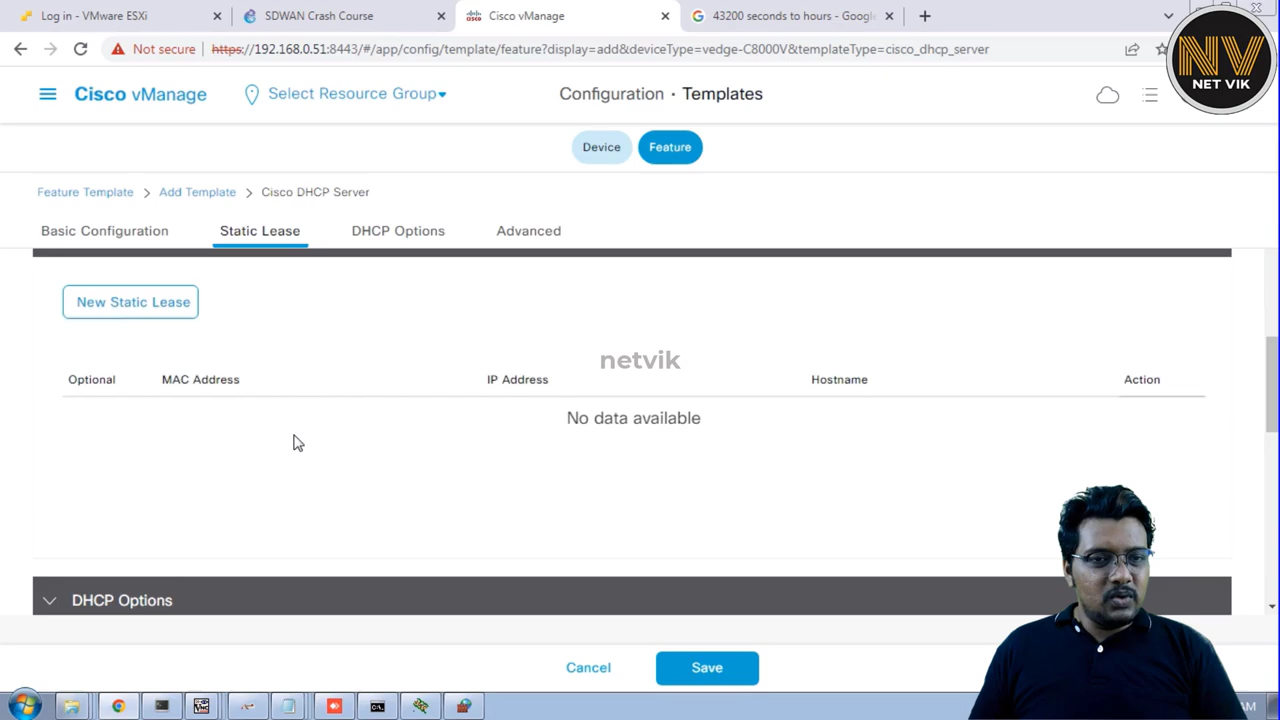 Log in - VMware ESXi
SDWAN Crash Course
Cisco vManage
43200 seconds to hours - Google
Not secure
https://192.168.0.51:8443/#/app/config/template/feature?display=add&deviceType=vedge-C8000V&templateType=cisco_dhcp_server
NV
NET VIK
Cisco vManage
Select Resource Group
Configuration · Templates
Device
Feature
Feature Template > Add Template > Cisco DHCP Server
Basic Configuration
Static Lease
DHCP Options
Advanced
New Static Lease
netvik
Optional
MAC Address
IP Address
Hostname
Action
No data available
DHCP Options
Cancel
Save
AM